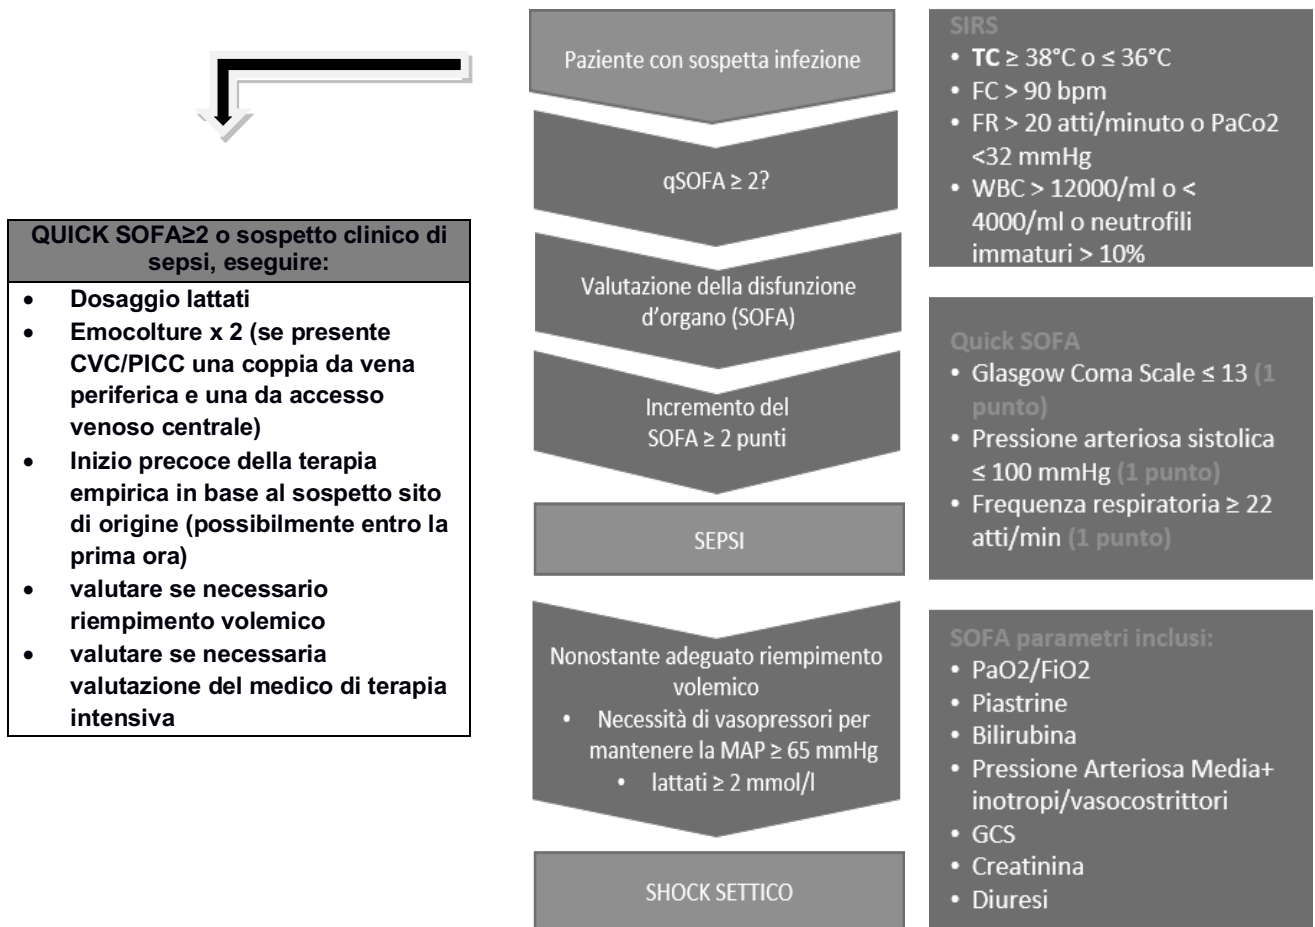 Paziente con sospetta infezione
qSOFA ≥ 2?
Valutazione della disfunzione
d'organo (SOFA)
Incremento del
SOFA ≥ 2 punti
SEPSI
Nonostante adeguato riempimento
volemico
• Necessità di vasopressori per
mantenere la MAP ≥ 65 mmHg
• lattati ≥ 2 mmol/l
SHOCK SETTICO
QUICK SOFA≥2 o sospetto clinico di
sepsi, eseguire:
• Dosaggio lattati
• Emocolture x 2 (se presente
CVC/PICC una coppia da vena
periferica e una da accesso
venoso centrale)
• Inizio precoce della terapia
empirica in base al sospetto sito
di origine (possibilmente entro la
prima ora)
• valutare se necessario
riempimento volemico
• valutare se necessaria
valutazione del medico di terapia
intensiva
SIRS
• TC ≥ 38°C o ≤ 36°C
• FC > 90 bpm
• FR > 20 atti/minuto o PaCo2
<32 mmHg
• WBC > 12000/ml o <
4000/ml o neutrofili
immaturi > 10%
Quick SOFA
• Glasgow Coma Scale ≤ 13 (1
punto)
• Pressione arteriosa sistolica
≤ 100 mmHg (1 punto)
• Frequenza respiratoria ≥ 22
atti/min (1 punto)
SOFA parametri inclusi:
• PaO2/FiO2
• Piastrine
• Bilirubina
• Pressione Arteriosa Media+
inotropi/vasocostrittori
• GCS
• Creatinina
• Diuresi